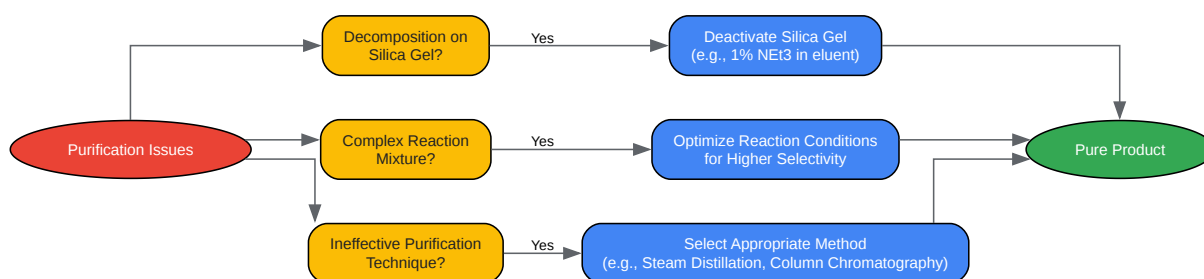 Decomposition on
Silica Gel?
Yes
Deactivate Silica Gel
(e.g., 1% NEt3 in eluent)
Purification Issues
Complex Reaction
Mixture?
Yes
Optimize Reaction Conditions
for Higher Selectivity
Pure Product
Ineffective Purification
Technique?
Yes
Select Appropriate Method
(e.g., Steam Distillation, Column Chromatography)